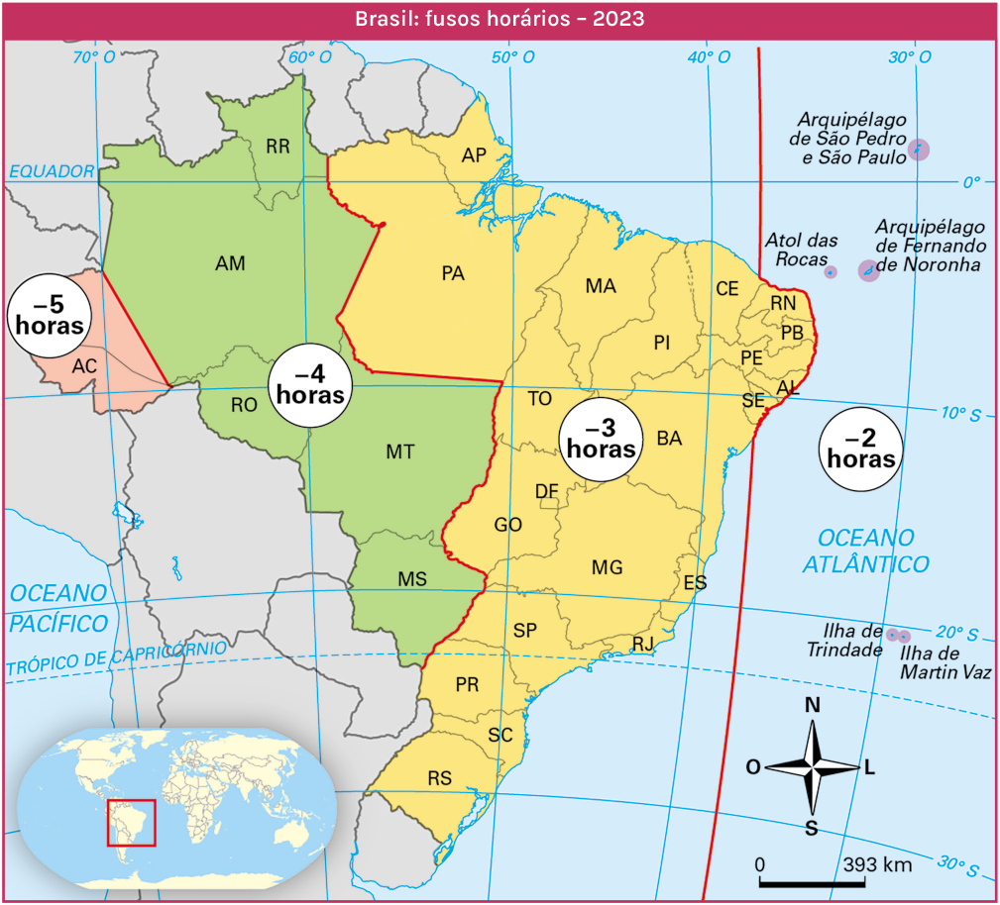 Brasil: fusos horários – 2023
70° O
60° O
50° O
40° O
30° O
Arquipélago
de São Pedro
e São Paulo
RR
AP
EQUADOR
0°
Atol das
Rocas
Arquipélago
de Fernando
de Noronha
AM
PA
MA
CE
RN
–5
horas
PB
PI
PE
AC
–4
horas
AL
RO
TO
SE
10° S
–3
horas
BA
–2
horas
MT
DF
GO
OCEANO
ATLÂNTICO
MG
MS
ES
OCEANO
PACÍFICO
SP
RJ
20° S
Ilha de
Trindade
Ilha de
Martin Vaz
TRÓPICO DE CAPRICÓRNIO
PR
SC
RS
N
O
L
S
0
393 km
30° S